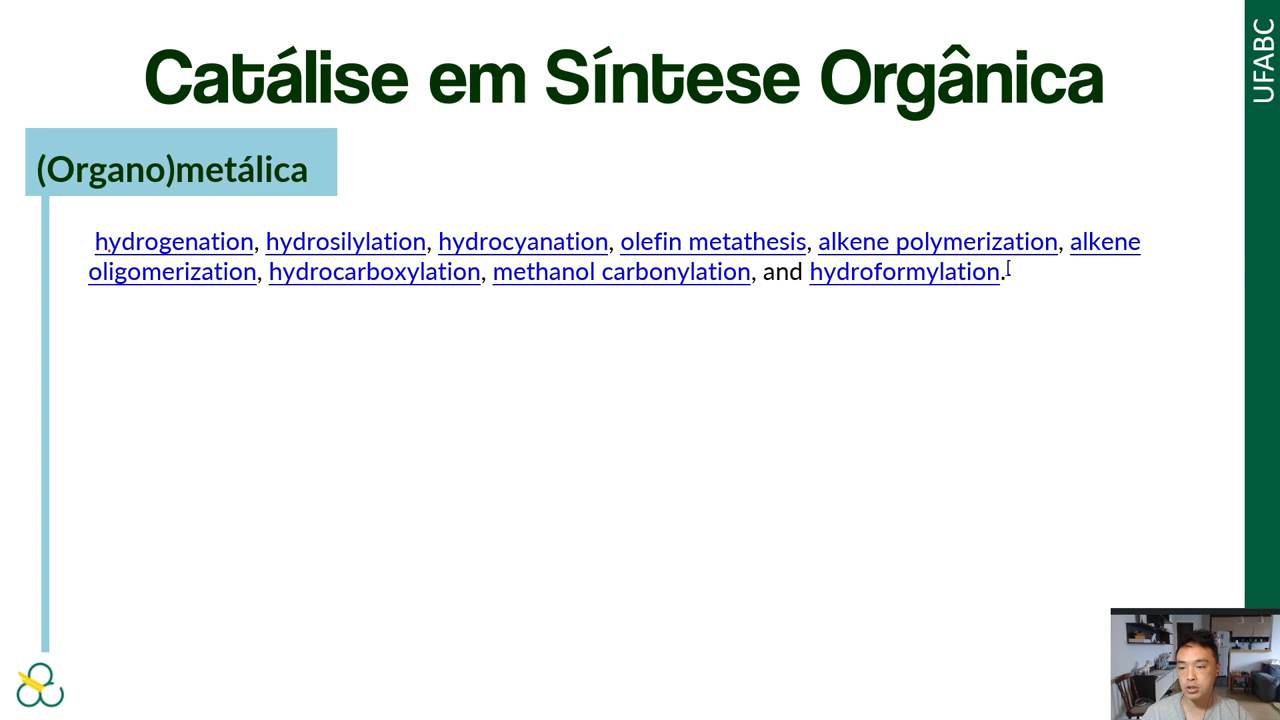 Catálise em Síntese Orgânica
UFABC
(Organo)metálica
hydrogenation, hydrosilylation, hydrocyanation, olefin metathesis, alkene polymerization, alkene
oligomerization, hydrocarboxylation, methanol carbonylation, and hydroformylation.[